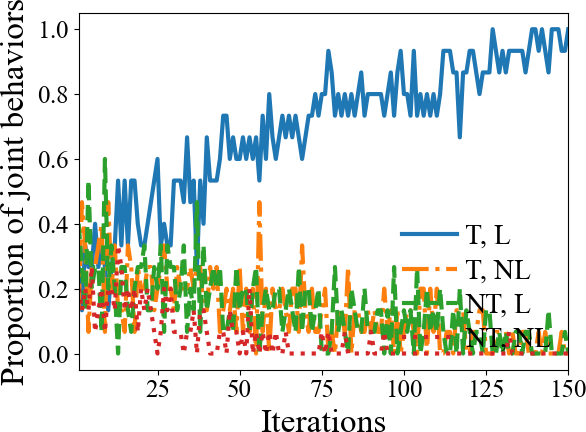 Proportion of joint behaviors
1.0
0.8
0.6
0.4
0.2
0.0
T, L
T, NL
NT, L
NT, NL
25
50
75
100
125
150
Iterations